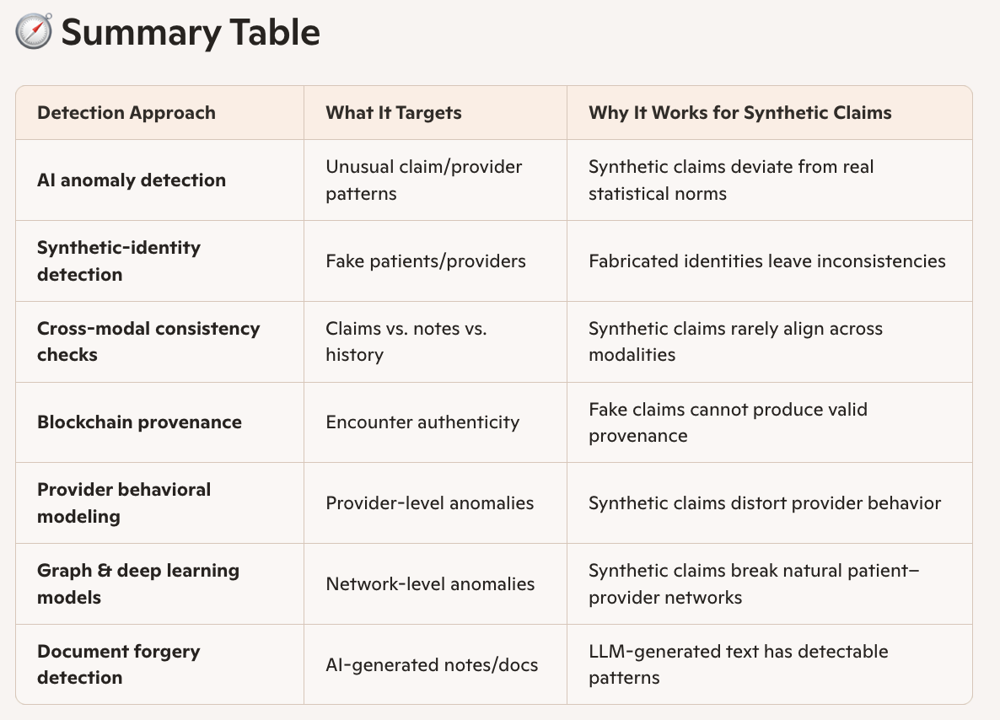 Summary Table
Detection Approach
What It Targets
Why It Works for Synthetic Claims
AI anomaly detection
Unusual claim/provider
patterns
Synthetic claims deviate from real
statistical norms
Synthetic-identity
detection
Fake patients/providers
Fabricated identities leave inconsistencies
Cross-modal consistency
checks
Claims vs. notes vs.
history
Synthetic claims rarely align across
modalities
Blockchain provenance
Encounter authenticity
Fake claims cannot produce valid
provenance
Provider behavioral
modeling
Provider-level anomalies
Synthetic claims distort provider behavior
Graph & deep learning
models
Network-level anomalies
Synthetic claims break natural patient–
provider networks
Document forgery
detection
AI-generated notes/docs
LLM-generated text has detectable
patterns